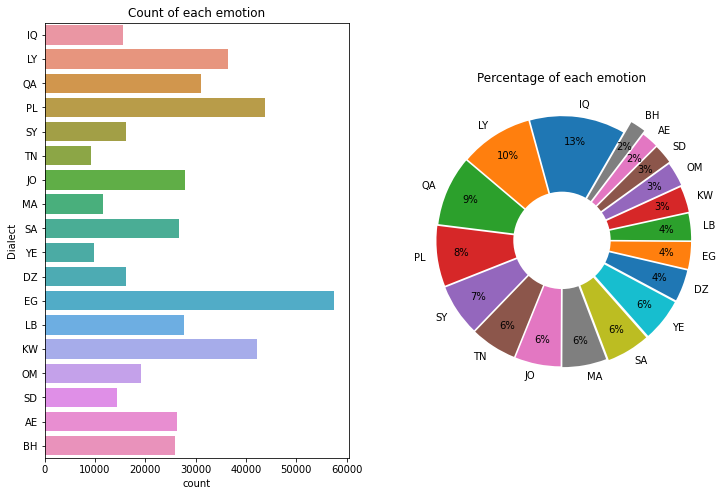 Count of each emotion
IQ
LY
QA
PL
SY
TN
JO
MA
SA
YE
DZ
EG
LB
KW
OM
SD
AE
BH
Dialect
0 10000 20000 30000 40000 50000 60000
count
Percentage of each emotion
IQ
13%
LY
10%
QA
9%
PL
8%
SY
7%
TN
6%
JO
6%
MA
6%
SA
6%
YE
6%
DZ
4%
EG
4%
LB
4%
KW
3%
OM
3%
SD
3%
AE
2%
BH
2%